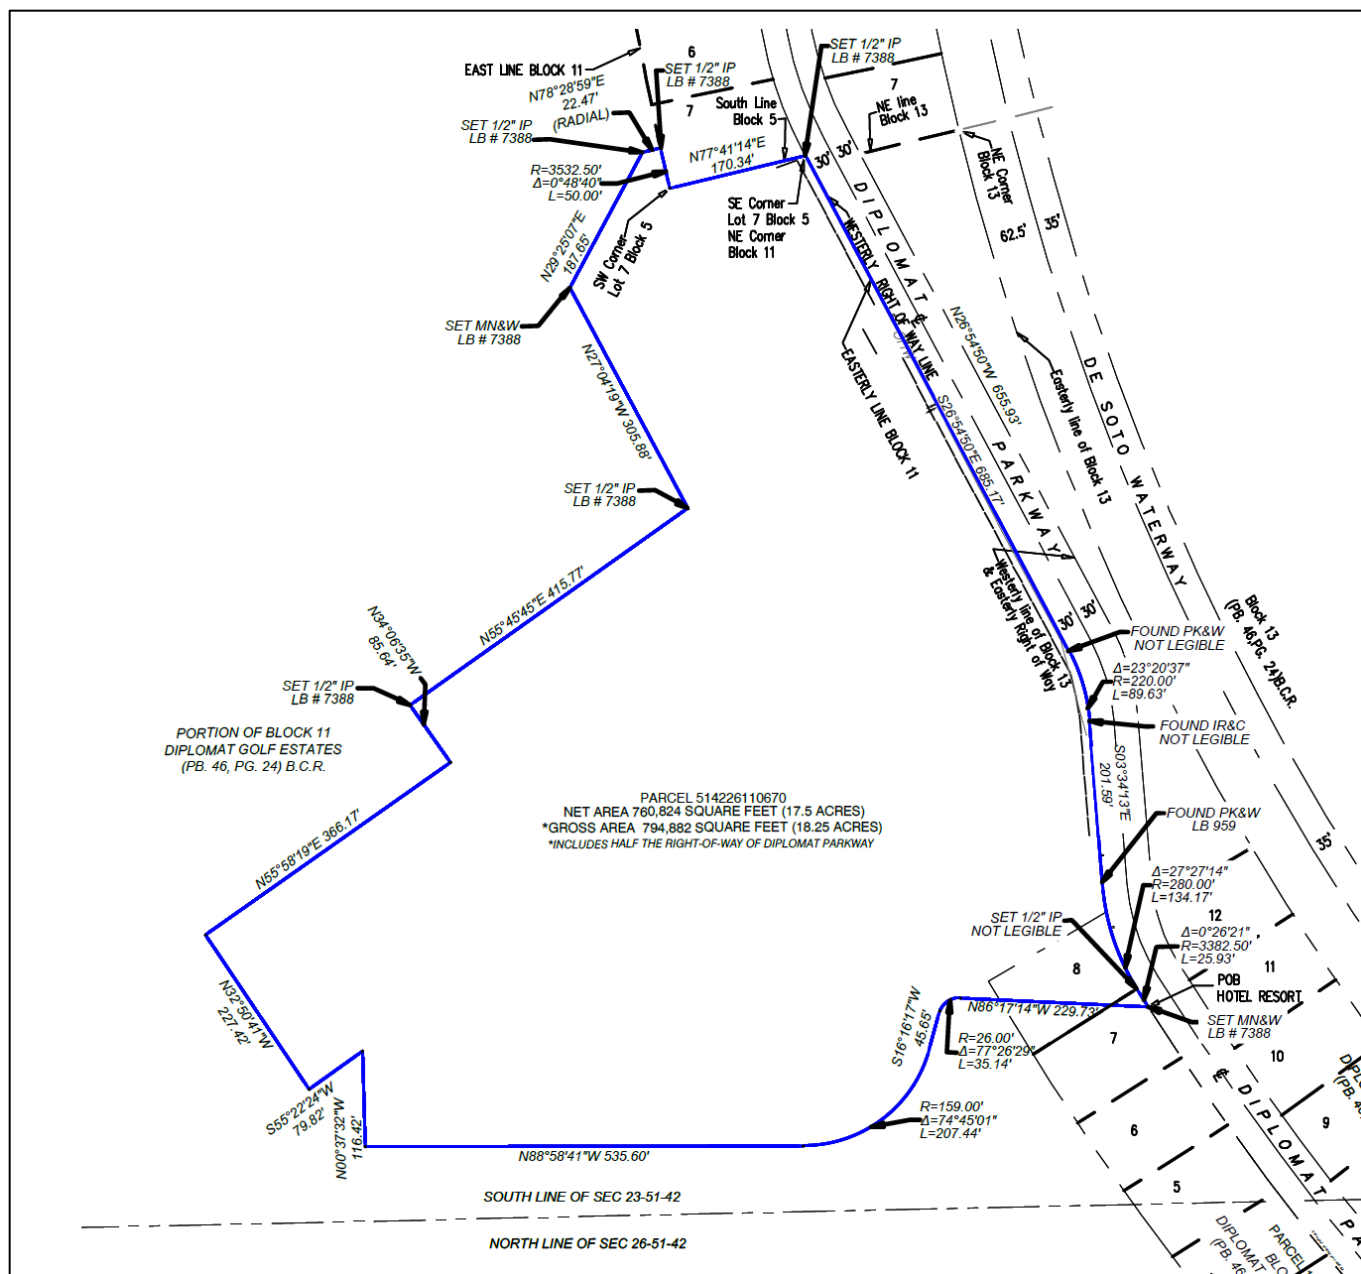 6
SET 1/2" IP
LB # 7388
EAST LINE BLOCK 11
SET 1/2" IP
LB # 7388
N78°28'59"E
22.47'
(RADIAL)
7
7
South Line
Block 5
NE line
Block 13
SET 1/2" IP
LB # 7388
N77°41'14"E
170.34'
30' 30'
NE Corner
Block 13
R=3532.50'
Δ=0°48'40"
L=50.00'
SE Corner
Lot 7 Block 5
NE Corner
Block 11
62.5'
35'
SW Corner
Lot 7 Block 5
N29°25'07"E
187.65'
WESTERLY RIGHT OF WAY LINE
DIPLOMAT
PARKWAY
SET MN&W
LB # 7388
N27°04'19"W 305.88'
EASTERLY LINE BLOCK 11
N26°54'50"W 655.93'
S26°54'50"E 685.17'
Easterly line of Block 13
DE SOTO WATERWAY
SET 1/2" IP
LB # 7388
N55°45'45"E 415.77'
Westerly line of Block 13
& Easterly Right of Way
30'
30'
Block 13
(PB. 46,PG. 24)B.C.R.
N34°06'35"W
85.64'
FOUND PK&W
NOT LEGIBLE
Δ=23°20'37"
R=220.00'
L=89.63'
SET 1/2" IP
LB # 7388
FOUND IR&C
NOT LEGIBLE
PORTION OF BLOCK 11
DIPLOMAT GOLF ESTATES
(PB. 46, PG. 24) B.C.R.
S03°34'13"E
201.59'
PARCEL 514226110670
NET AREA 760,824 SQUARE FEET (17.5 ACRES)
*GROSS AREA 794,882 SQUARE FEET (18.25 ACRES)
*INCLUDES HALF THE RIGHT-OF-WAY OF DIPLOMAT PARKWAY
FOUND PK&W
LB 959
35'
N55°58'19"E 366.17'
Δ=27°27'14"
R=280.00'
L=134.17'
SET 1/2" IP
NOT LEGIBLE
12
Δ=0°26'21"
R=3382.50'
L=25.93'
8
11
POB
HOTEL RESORT
N32°50'41"W
227.42'
S16°16'17"W
45.65'
N86°17'14"W 229.73'
SET MN&W
LB # 7388
R=26.00'
Δ=77°26'29"
L=35.14'
7
10
S55°22'24"W
79.82'
N00°37'32"W
116.42'
R=159.00'
Δ=74°45'01"
L=207.44'
6
9
N88°58'41"W 535.60'
℄ DIPLOMAT
5
SOUTH LINE OF SEC 23-51-42
NORTH LINE OF SEC 26-51-42
DIPLOMAT
(PB. 46
PARCEL